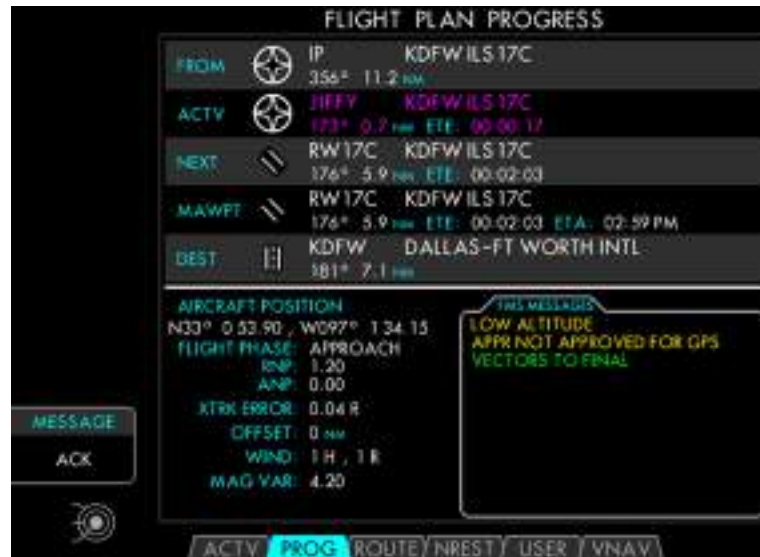 FLIGHT PLAN PROGRESS
FROM IP KDFW ILS 17C
356° 11.2 NM
ACTV JIFFY KDFW ILS 17C
173° 0.7 NM ETE: 00:00:17
NEXT RW17C KDFW ILS 17C
176° 5.9 NM ETE: 00:02:03
MAWPT RW17C KDFW ILS 17C
176° 5.9 NM ETE: 00:02:03 ETA: 02:59PM
DEST KDFW DALLAS-FT WORTH INTL
181° 7.1 NM
AIRCRAFT POSITION
N33° 0 53.90 , W097° 1 34.15
FLIGHT PHASE: APPROACH
RNP: 1.20
ANP: 0.00
XTRK ERROR: 0.04 R
OFFSET: 0 NM
WIND: 1 H , 1 R
MAG VAR: 4.20
FMS MESSAGES
LOW ALTITUDE
APPR NOT APPROVED FOR GPS
VECTORS TO FINAL
MESSAGE
ACK
ACTV PROG ROUTE NREST USER VNAV